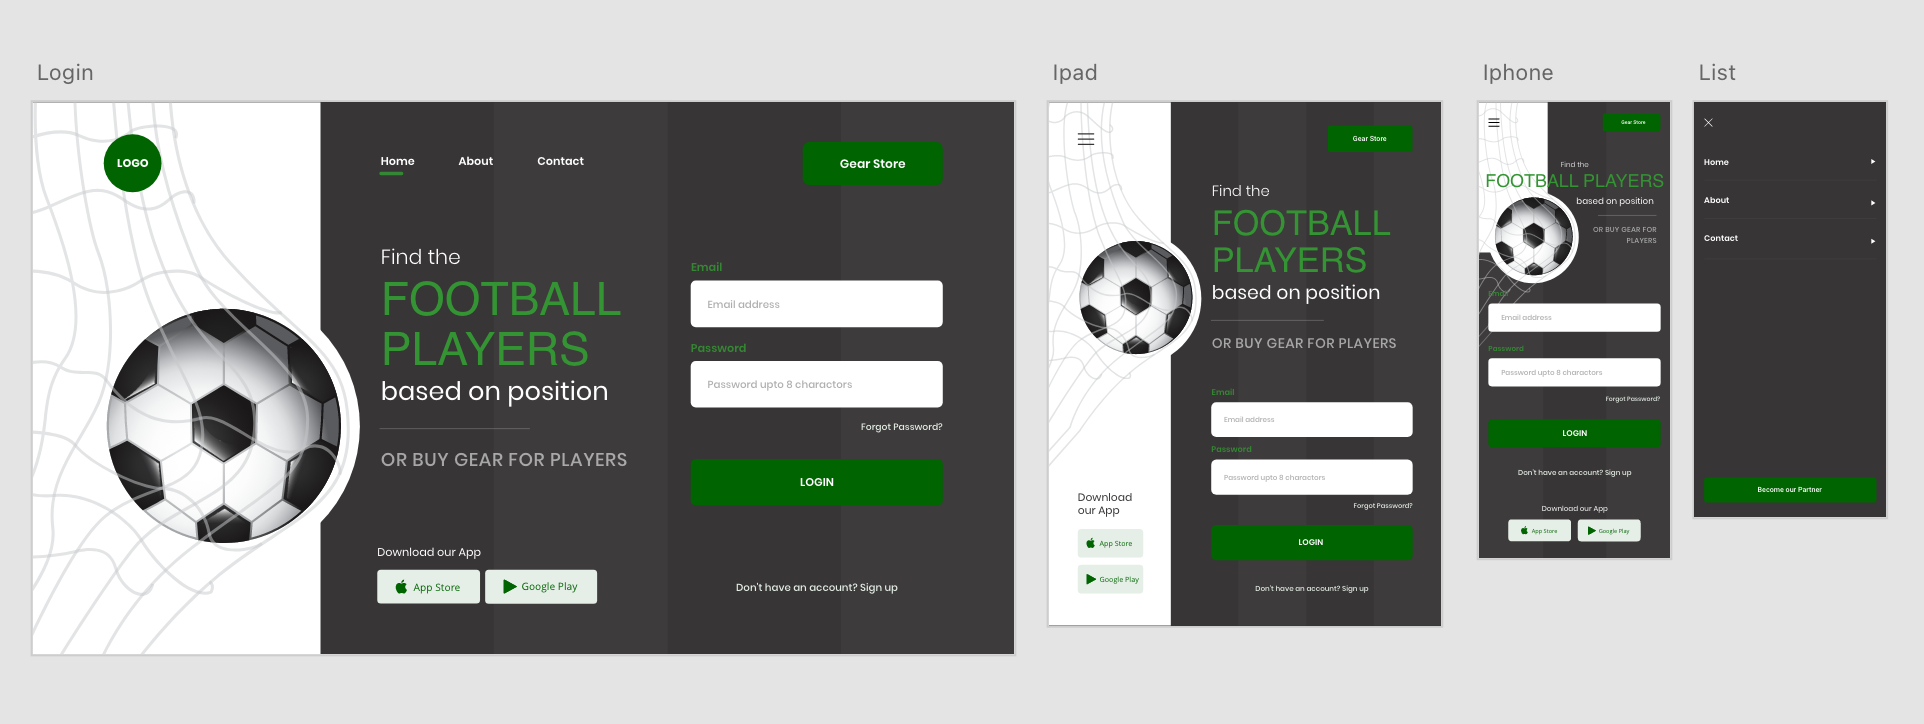 Login
LOGO
Home
About
Contact
Gear Store
Find the
FOOTBALL
PLAYERS
based on position
OR BUY GEAR FOR PLAYERS
Email
Email address
Password
Password upto 8 charactors
Forgot Password?
LOGIN
Download our App
App Store
Google Play
Don't have an account? Sign up
Ipad
Gear Store
Find the
FOOTBALL
PLAYERS
based on position
OR BUY GEAR FOR PLAYERS
Email
Email address
Password
Password upto 8 charactors
Forgot Password?
LOGIN
Don't have an account? Sign up
Download
our App
App Store
Google Play
Iphone
Gear Store
Find the
FOOTBALL PLAYERS
based on position
OR BUY GEAR FOR
PLAYERS
Email
Email address
Password
Password upto 8 charactors
Forgot Password?
LOGIN
Don't have an account? Sign up
Download our App
App Store
Google Play
List
Home
About
Contact
Become our Partner